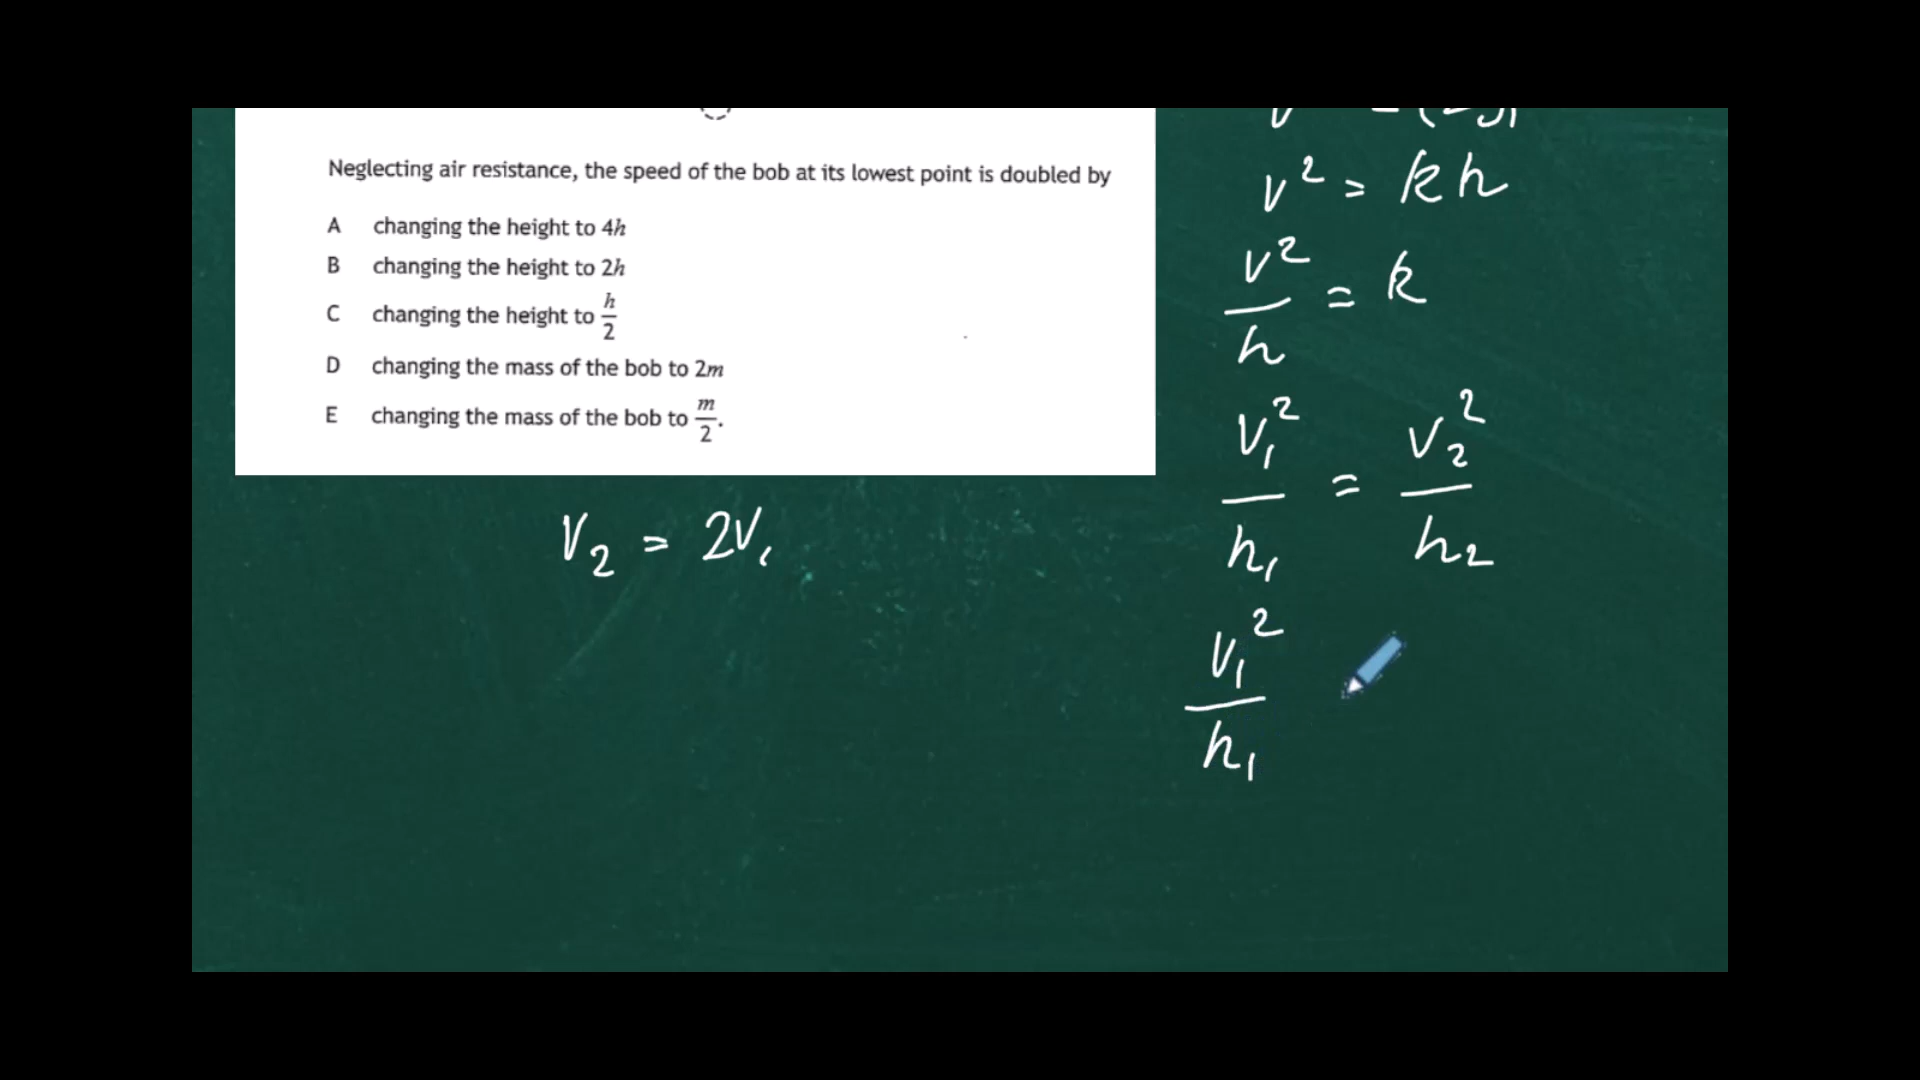 Neglecting air resistance, the speed of the bob at its lowest point is doubled by
A changing the height to 4h
B changing the height to 2h
C changing the height to h/2
D changing the mass of the bob to 2m
E changing the mass of the bob to m/2.
v² = kh
v²/h = k
v₁²/h₁ = v₂²/h₂
v₂ = 2v₁
v₁²/h₁